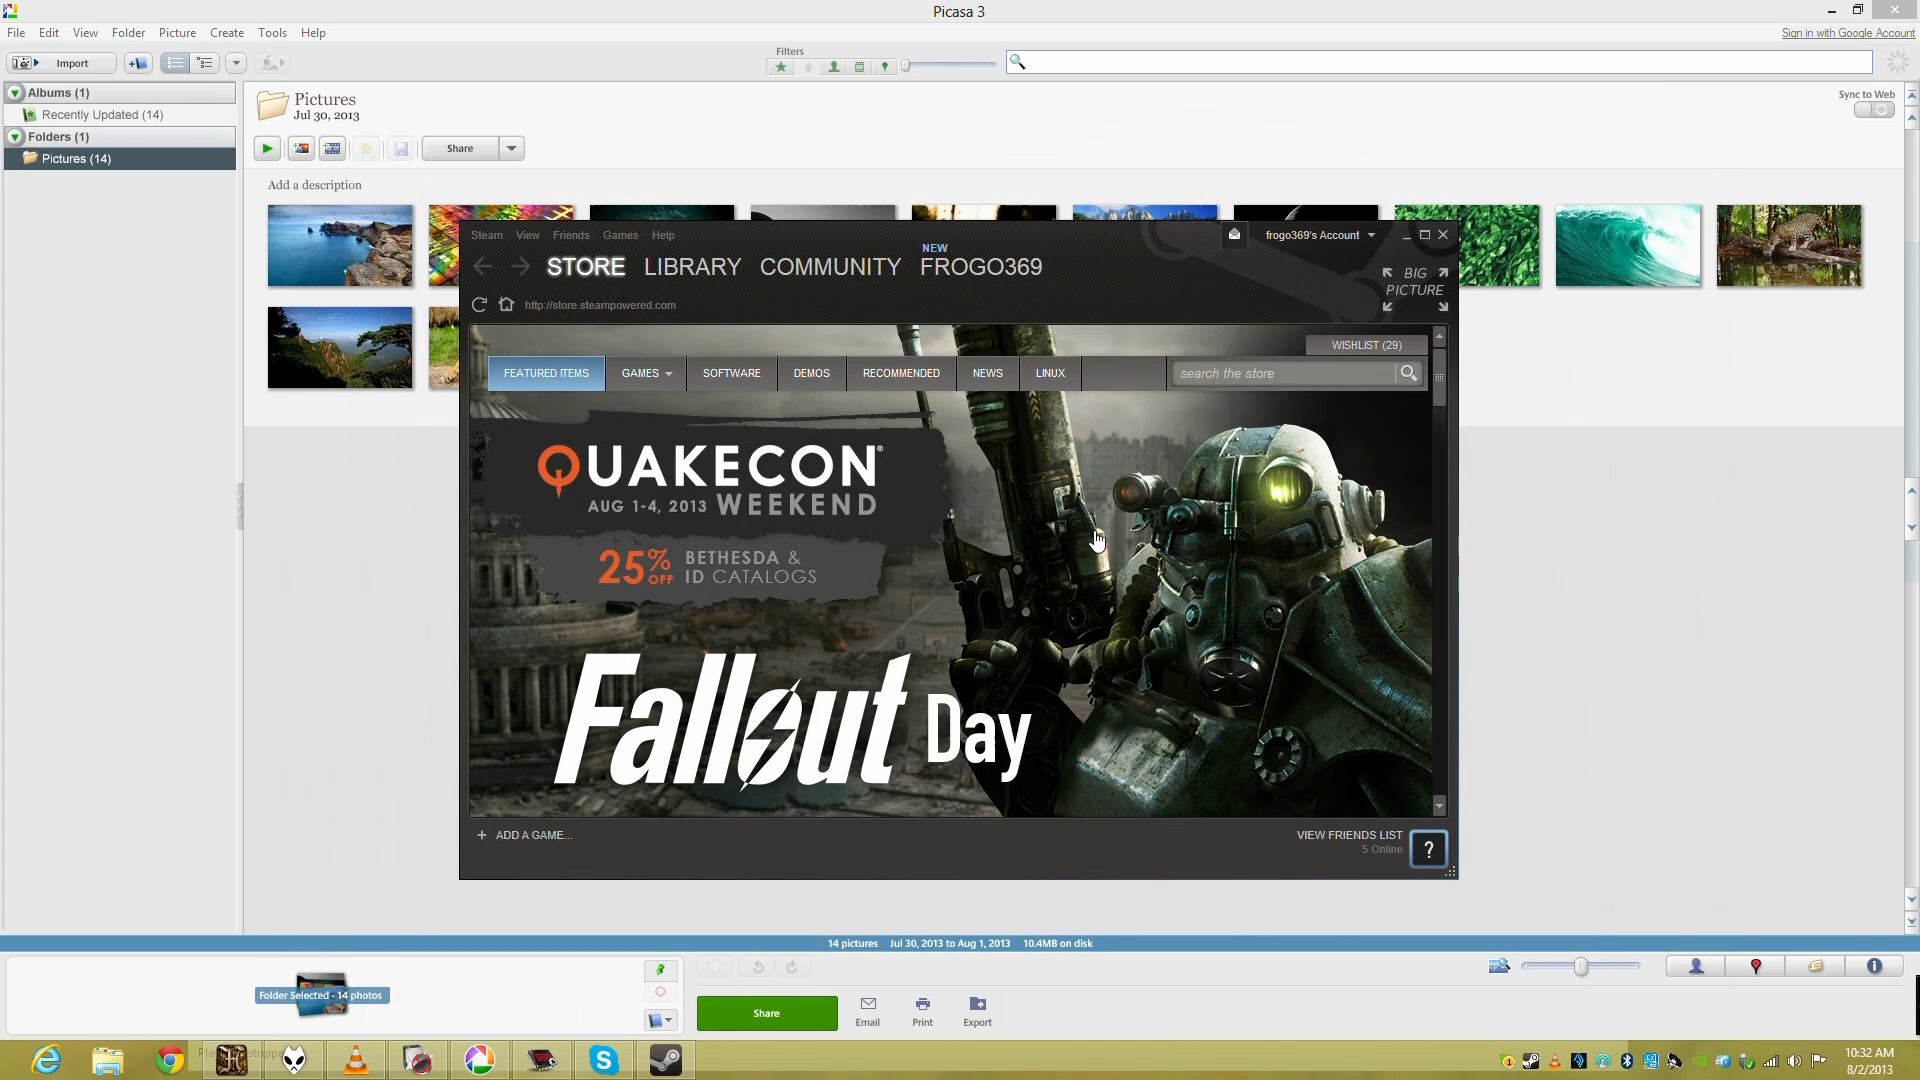 Picasa 3
File Edit View Folder Picture Create Tools Help
Sign in with Google Account
Import
Filters
Albums (1)
Recently Updated (14)
Folders (1)
Pictures (14)
Pictures
Jul 30, 2013
Sync to Web
Share
Add a description
Steam View Friends Games Help
frogo369's Account
NEW
STORE LIBRARY COMMUNITY FROGO369
BIG
PICTURE
http://store.steampowered.com
WISHLIST (29)
FEATURED ITEMS GAMES SOFTWARE DEMOS RECOMMENDED NEWS LINUX
search the store
QUAKECON®
AUG 1-4, 2013 WEEKEND
25% OFF BETHESDA &
ID CATALOGS
Fallout Day
+ ADD A GAME...
VIEW FRIENDS LIST
5 Online
?
14 pictures Jul 30, 2013 to Aug 1, 2013 10.4MB on disk
Folder Selected - 14 photos
Share
Email Print Export
10:32 AM
8/2/2013